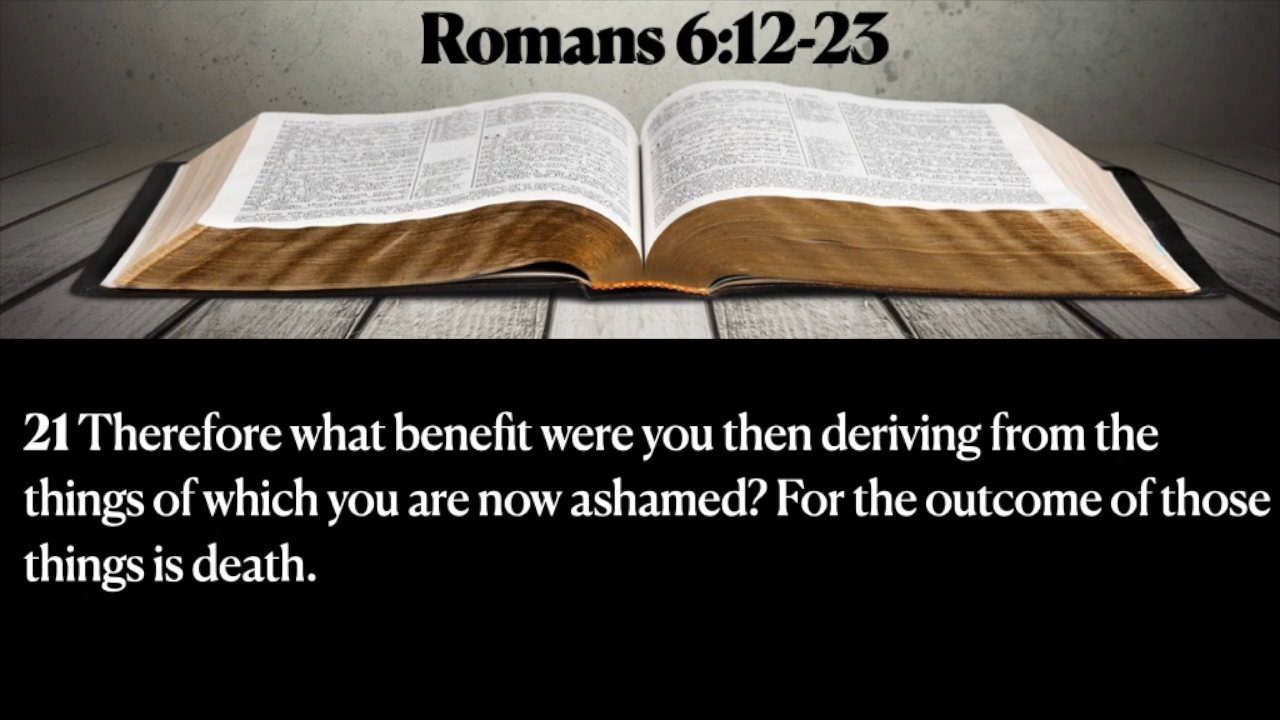 Romans 6:12-23
21 Therefore what benefit were you then deriving from the
things of which you are now ashamed? For the outcome of those
things is death.